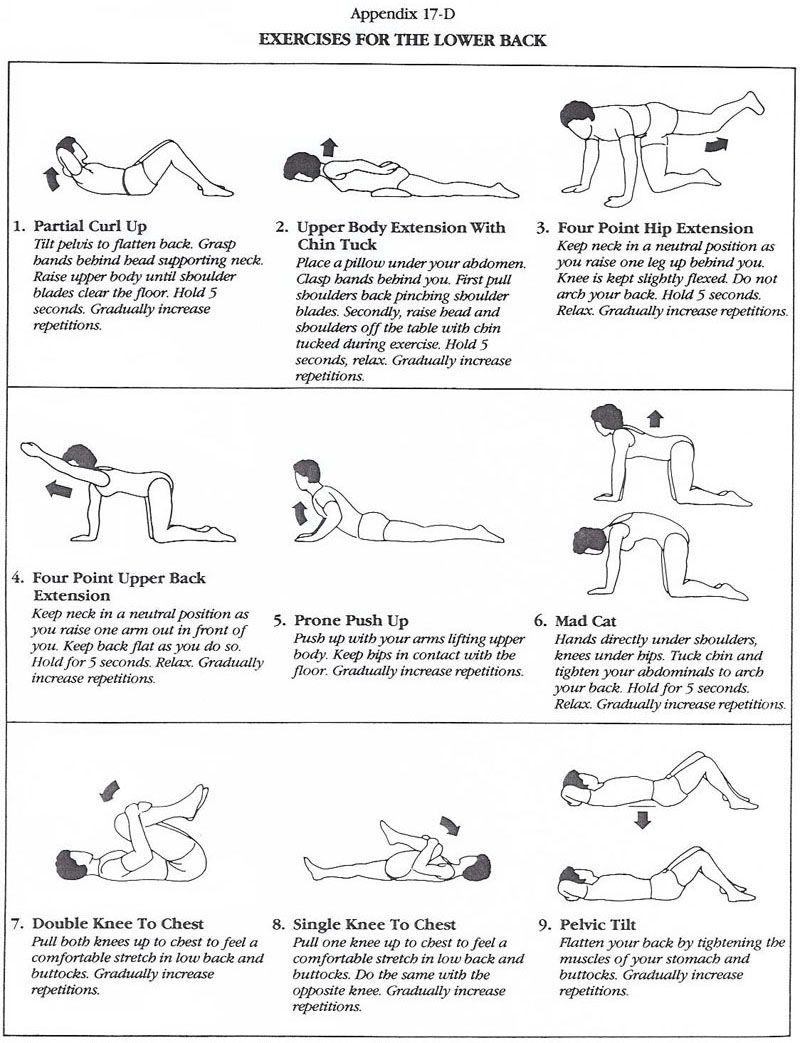 Appendix 17-D
EXERCISES FOR THE LOWER BACK
1. Partial Curl Up
Tilt pelvis to flatten back. Grasp
hands behind head supporting neck.
Raise upper body until shoulder
blades clear the floor. Hold 5
seconds. Gradually increase
repetitions.
2. Upper Body Extension With
Chin Tuck
Place a pillow under your abdomen.
Clasp hands behind you. First pull
shoulders back pinching shoulder
blades. Secondly, raise head and
shoulders off the table with chin
tucked during exercise. Hold 5
seconds, relax. Gradually increase
repetitions.
3. Four Point Hip Extension
Keep neck in a neutral position as
you raise one leg up behind you.
Knee is kept slightly flexed. Do not
arch your back. Hold 5 seconds.
Relax. Gradually increase repetitions.
4. Four Point Upper Back
Extension
Keep neck in a neutral position as
you raise one arm out in front of
you. Keep back flat as you do so.
Hold for 5 seconds. Relax. Gradually
increase repetitions.
5. Prone Push Up
Push up with your arms lifting upper
body. Keep hips in contact with the
floor. Gradually increase repetitions.
6. Mad Cat
Hands directly under shoulders,
knees under hips. Tuck chin and
tighten your abdominals to arch
your back. Hold for 5 seconds.
Relax. Gradually increase repetitions.
7. Double Knee To Chest
Pull both knees up to chest to feel a
comfortable stretch in low back and
buttocks. Gradually increase
repetitions.
8. Single Knee To Chest
Pull one knee up to chest to feel a
comfortable stretch in low back and
buttocks. Do the same with the
opposite knee. Gradually increase
repetitions.
9. Pelvic Tilt
Flatten your back by tightening the
muscles of your stomach and
buttocks. Gradually increase
repetitions.